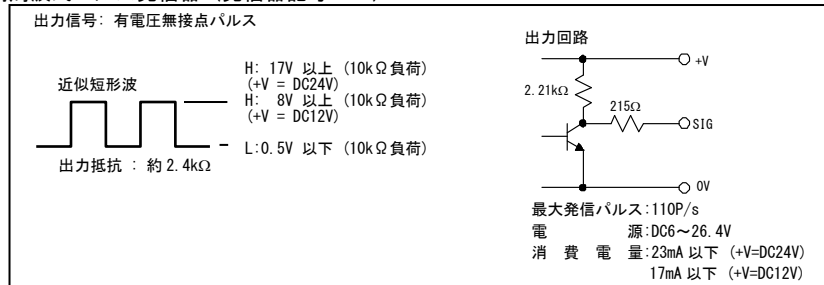 出力信号: 有電圧無接点パルス
近似短形波
H: 17V 以上 (10kΩ負荷)
(+V = DC24V)
H: 8V 以上 (10kΩ負荷)
(+V = DC12V)
L:0.5V 以下 (10kΩ負荷)
出力抵抗 : 約2.4kΩ
出力回路
+V
2.21kΩ
215Ω
SIG
0V
最大発信パルス:110P/s
電 源:DC6～26.4V
消 費 電 量:23mA 以下 (+V=DC24V)
17mA 以下 (+V=DC12V)